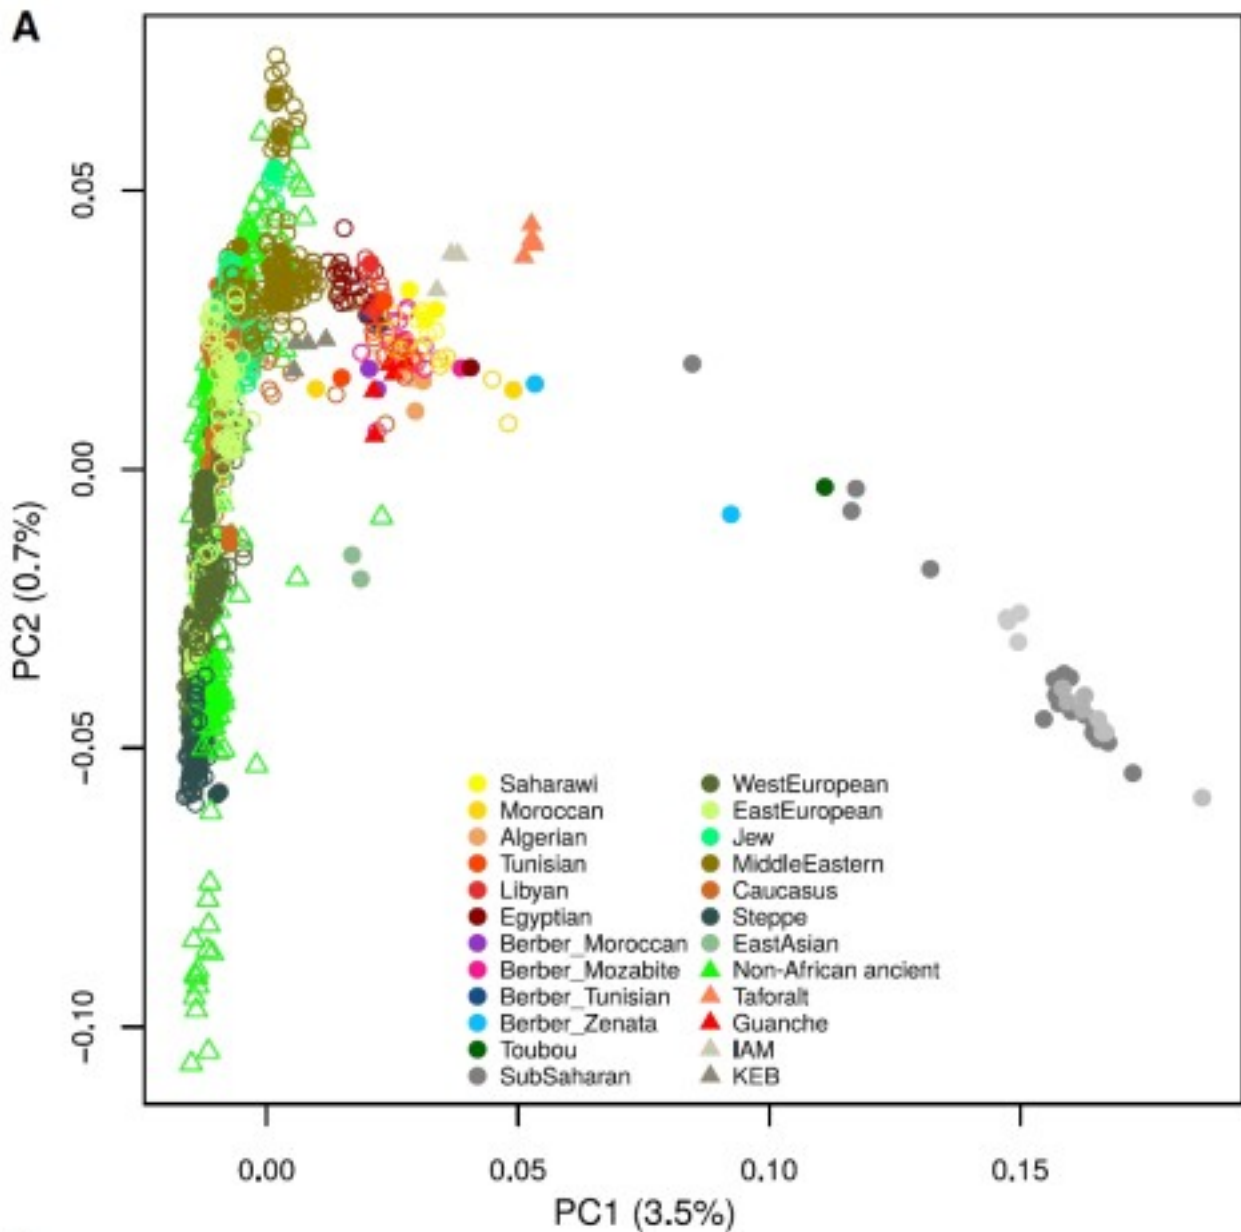 A
0.05
0.00
−0.05
−0.10
PC2 (0.7%)
Saharawi
Moroccan
Algerian
Tunisian
Libyan
Egyptian
Berber_Moroccan
Berber_Mozabite
Berber_Tunisian
Berber_Zenata
Toubou
SubSaharan
WestEuropean
EastEuropean
Jew
MiddleEastern
Caucasus
Steppe
EastAsian
Non-African ancient
Taforalt
Guanche
IAM
KEB
0.00 0.05 0.10 0.15
PC1 (3.5%)